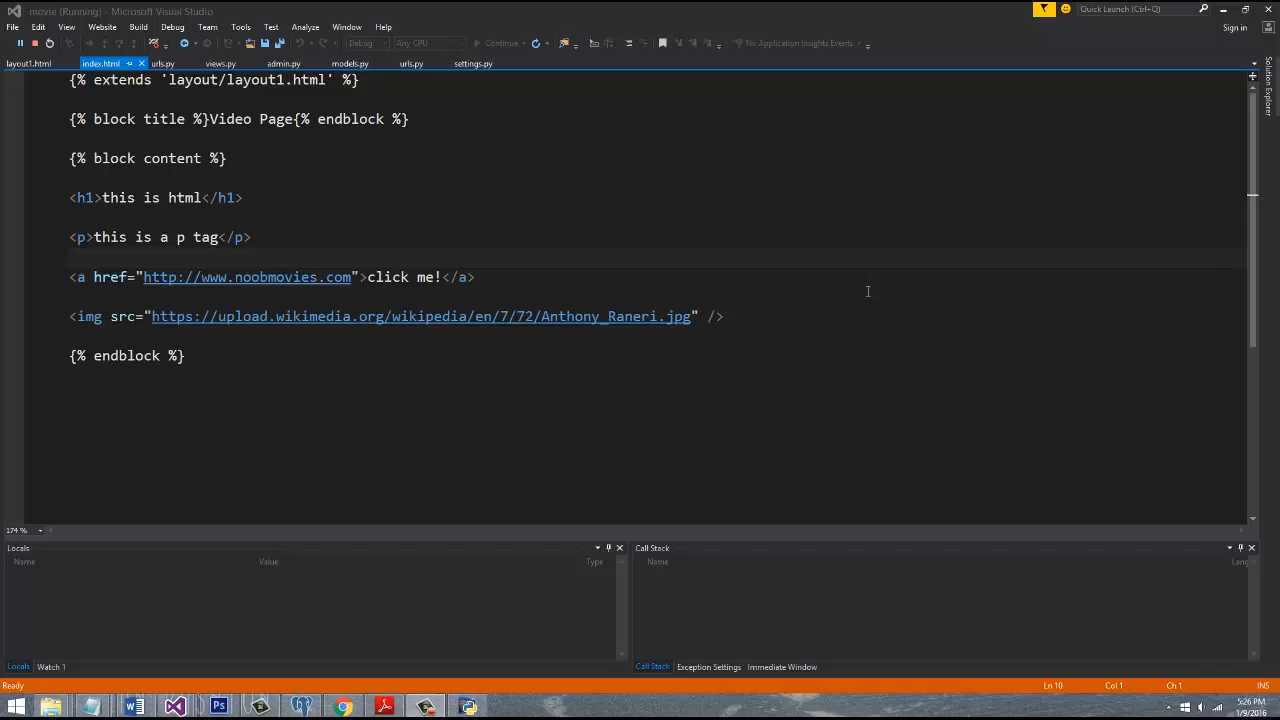 movie (Running) - Microsoft Visual Studio
Quick Launch (Ctrl+Q)
File Edit View Website Build Debug Team Tools Test Analyze Window Help
Sign in
Debug Any CPU Continue No Application Insights Events
layout1.html index.html urls.py views.py admin.py models.py urls.py settings.py
Solution Explorer
{% extends 'layout/layout1.html' %}
{% block title %}Video Page{% endblock %}
{% block content %}
<h1>this is html</h1>
<p>this is a p tag</p>
<a href="http://www.noobmovies.com">click me!</a>
<img src="https://upload.wikimedia.org/wikipedia/en/7/72/Anthony_Raneri.jpg" />
{% endblock %}
174 %
Locals
Name Value Type
Call Stack
Name Lang
Locals Watch 1
Call Stack Exception Settings Immediate Window
Ready
Ln 10 Col 1 Ch 1 INS
5:26 PM
1/9/2016